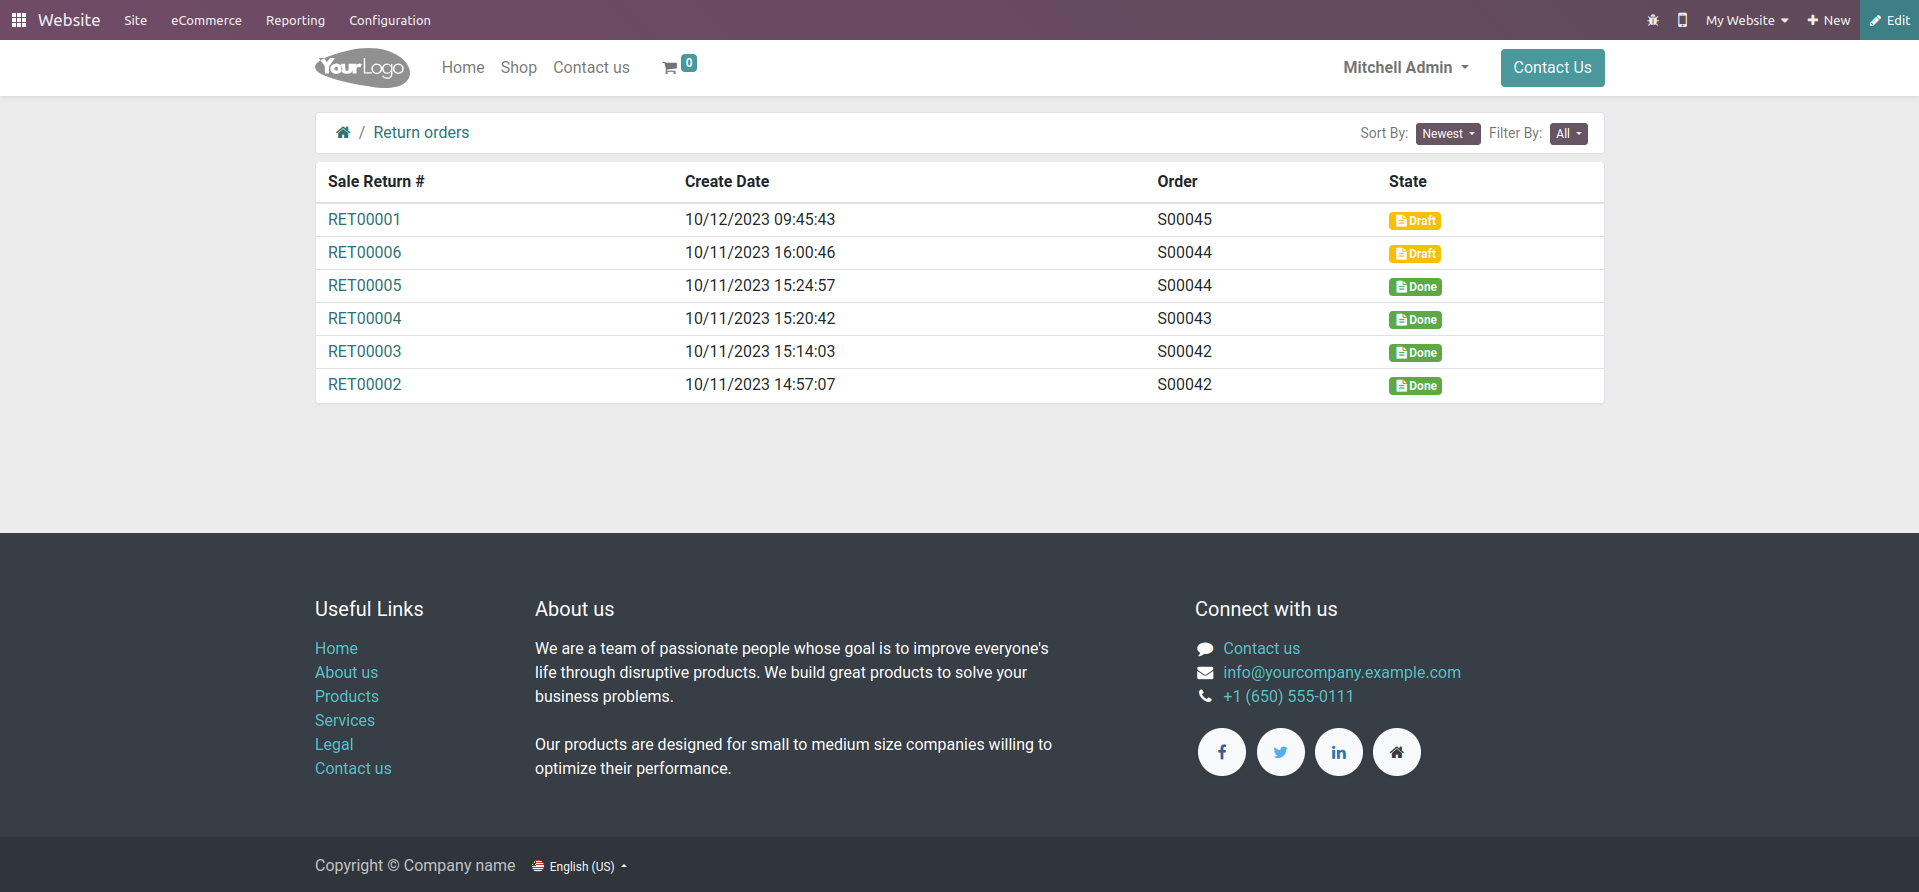 Website Site eCommerce Reporting Configuration My Website New Edit
YourLogo Home Shop Contact us 0 Mitchell Admin Contact Us
/ Return orders Sort By: Newest Filter By: All
Sale Return # Create Date Order State
RET00001 10/12/2023 09:45:43 S00045 Draft
RET00006 10/11/2023 16:00:46 S00044 Draft
RET00005 10/11/2023 15:24:57 S00044 Done
RET00004 10/11/2023 15:20:42 S00043 Done
RET00003 10/11/2023 15:14:03 S00042 Done
RET00002 10/11/2023 14:57:07 S00042 Done
Useful Links
Home
About us
Products
Services
Legal
Contact us
About us
We are a team of passionate people whose goal is to improve everyone's
life through disruptive products. We build great products to solve your
business problems.
Our products are designed for small to medium size companies willing to
optimize their performance.
Connect with us
Contact us
info@yourcompany.example.com
+1 (650) 555-0111
Copyright © Company name English (US)